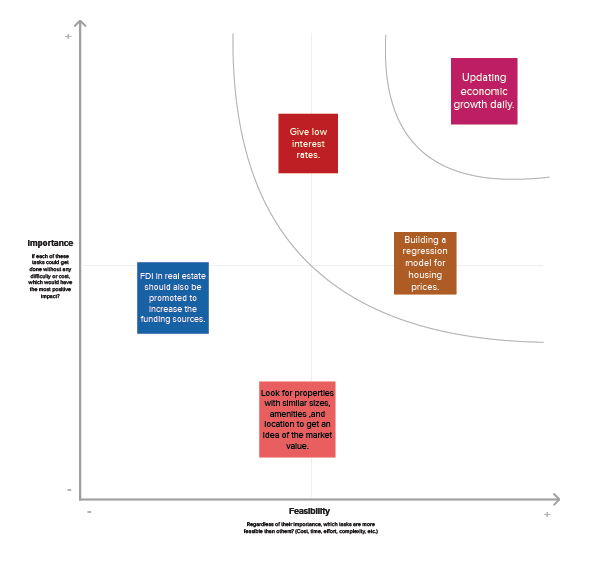 +
Updating
economic
growth daily.
Give low
interest
rates.
Building a
regression
model for
housing
prices.
Importance
If each of these
tasks could get
done without any
difficulty or cost,
which would have
the most positive
impact?
FDI in real estate
should also be
promoted to
increase the
funding sources.
Look for properties
with similar sizes,
amenities ,and
location to get an
idea of the market
value.
-
-
Feasibility
+
Regardless of their importance, which tasks are more
feasible than others? (Cost, time, effort, complexity, etc.)